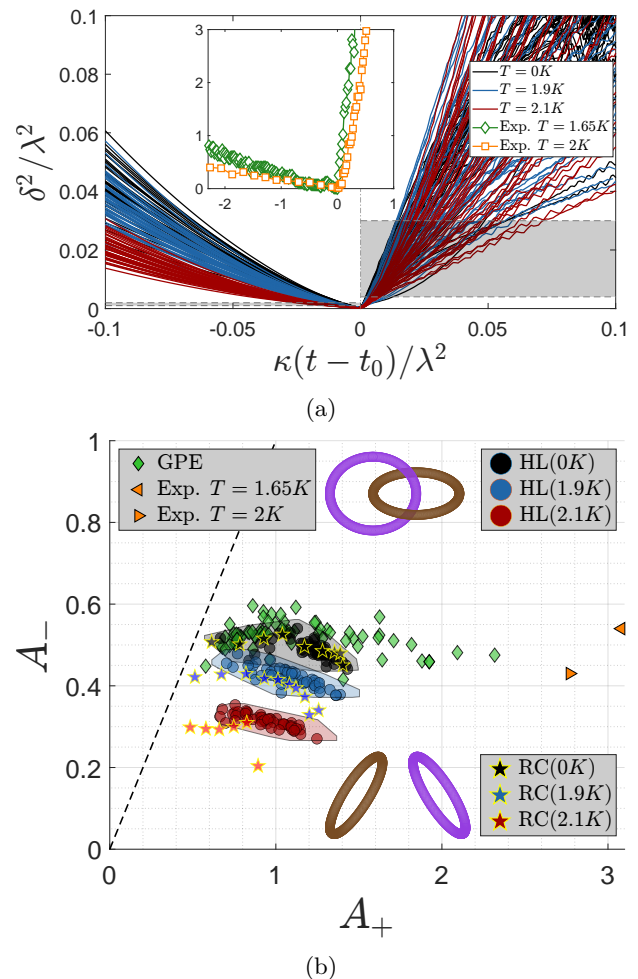 0.1
0.08
0.06
0.04
0.02
0
δ²/λ²
3
2
1
0
-2
-1
0
1
T = 0K
T = 1.9K
T = 2.1K
Exp. T = 1.65K
Exp. T = 2K
-0.1
-0.05
0
0.05
0.1
κ(t − t₀)/λ²
(a)
1
0.8
0.6
0.4
0.2
0
A₋
GPE
Exp. T = 1.65K
Exp. T = 2K
HL(0K)
HL(1.9K)
HL(2.1K)
RC(0K)
RC(1.9K)
RC(2.1K)
0
1
2
3
A₊
(b)